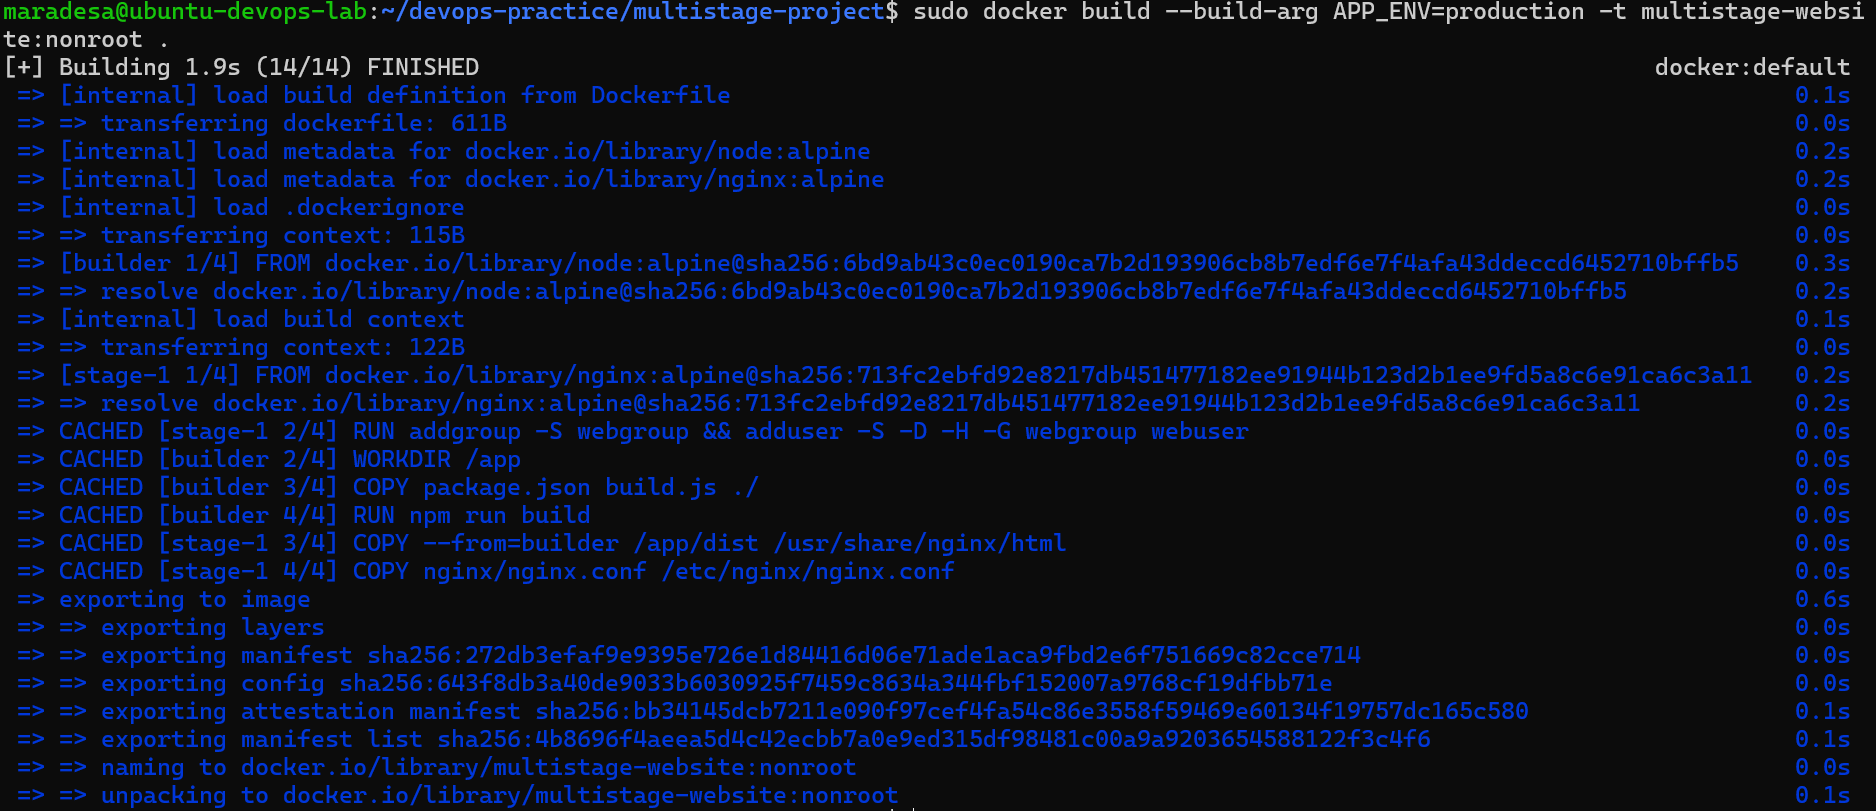 maradesa@ubuntu-devops-lab:~/devops-practice/multistage-project$ sudo docker build --build-arg APP_ENV=production -t multistage-websi
te:nonroot .
[+] Building 1.9s (14/14) FINISHED docker:default
=> [internal] load build definition from Dockerfile 0.1s
=> => transferring dockerfile: 611B 0.0s
=> [internal] load metadata for docker.io/library/node:alpine 0.2s
=> [internal] load metadata for docker.io/library/nginx:alpine 0.2s
=> [internal] load .dockerignore 0.0s
=> => transferring context: 115B 0.0s
=> [builder 1/4] FROM docker.io/library/node:alpine@sha256:6bd9ab43c0ec0190ca7b2d193906cb8b7edf6e7f4afa43ddeccd6452710bffb5 0.3s
=> => resolve docker.io/library/node:alpine@sha256:6bd9ab43c0ec0190ca7b2d193906cb8b7edf6e7f4afa43ddeccd6452710bffb5 0.2s
=> [internal] load build context 0.1s
=> => transferring context: 122B 0.0s
=> [stage-1 1/4] FROM docker.io/library/nginx:alpine@sha256:713fc2ebfd92e8217db451477182ee91944b123d2b1ee9fd5a8c6e91ca6c3a11 0.2s
=> => resolve docker.io/library/nginx:alpine@sha256:713fc2ebfd92e8217db451477182ee91944b123d2b1ee9fd5a8c6e91ca6c3a11 0.2s
=> CACHED [stage-1 2/4] RUN addgroup -S webgroup && adduser -S -D -H -G webgroup webuser 0.0s
=> CACHED [builder 2/4] WORKDIR /app 0.0s
=> CACHED [builder 3/4] COPY package.json build.js ./ 0.0s
=> CACHED [builder 4/4] RUN npm run build 0.0s
=> CACHED [stage-1 3/4] COPY --from=builder /app/dist /usr/share/nginx/html 0.0s
=> CACHED [stage-1 4/4] COPY nginx/nginx.conf /etc/nginx/nginx.conf 0.0s
=> exporting to image 0.6s
=> => exporting layers 0.0s
=> => exporting manifest sha256:272db3efaf9e9395e726e1d84416d06e71ade1aca9fbd2e6f751669c82cce714 0.0s
=> => exporting config sha256:643f8db3a40de9033b6030925f7459c8634a344fbf152007a9768cf19dfbb71e 0.0s
=> => exporting attestation manifest sha256:bb34145dcb7211e090f97cef4fa54c86e3558f59469e60134f19757dc165c580 0.1s
=> => exporting manifest list sha256:4b8696f4aeea5d4c42ecbb7a0e9ed315df98481c00a9a9203654588122f3c4f6 0.1s
=> => naming to docker.io/library/multistage-website:nonroot 0.0s
=> => unpacking to docker.io/library/multistage-website:nonroot 0.1s